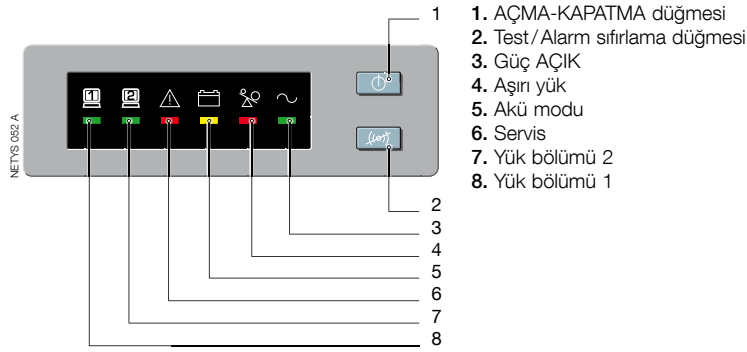 1
1. AÇMA-KAPATMA düğmesi
2. Test/Alarm sıfırlama düğmesi
3. Güç AÇIK
4. Aşırı yük
5. Akü modu
6. Servis
7. Yük bölümü 2
8. Yük bölümü 1
NETYS 052 A
1
2
2
3
4
5
6
7
8